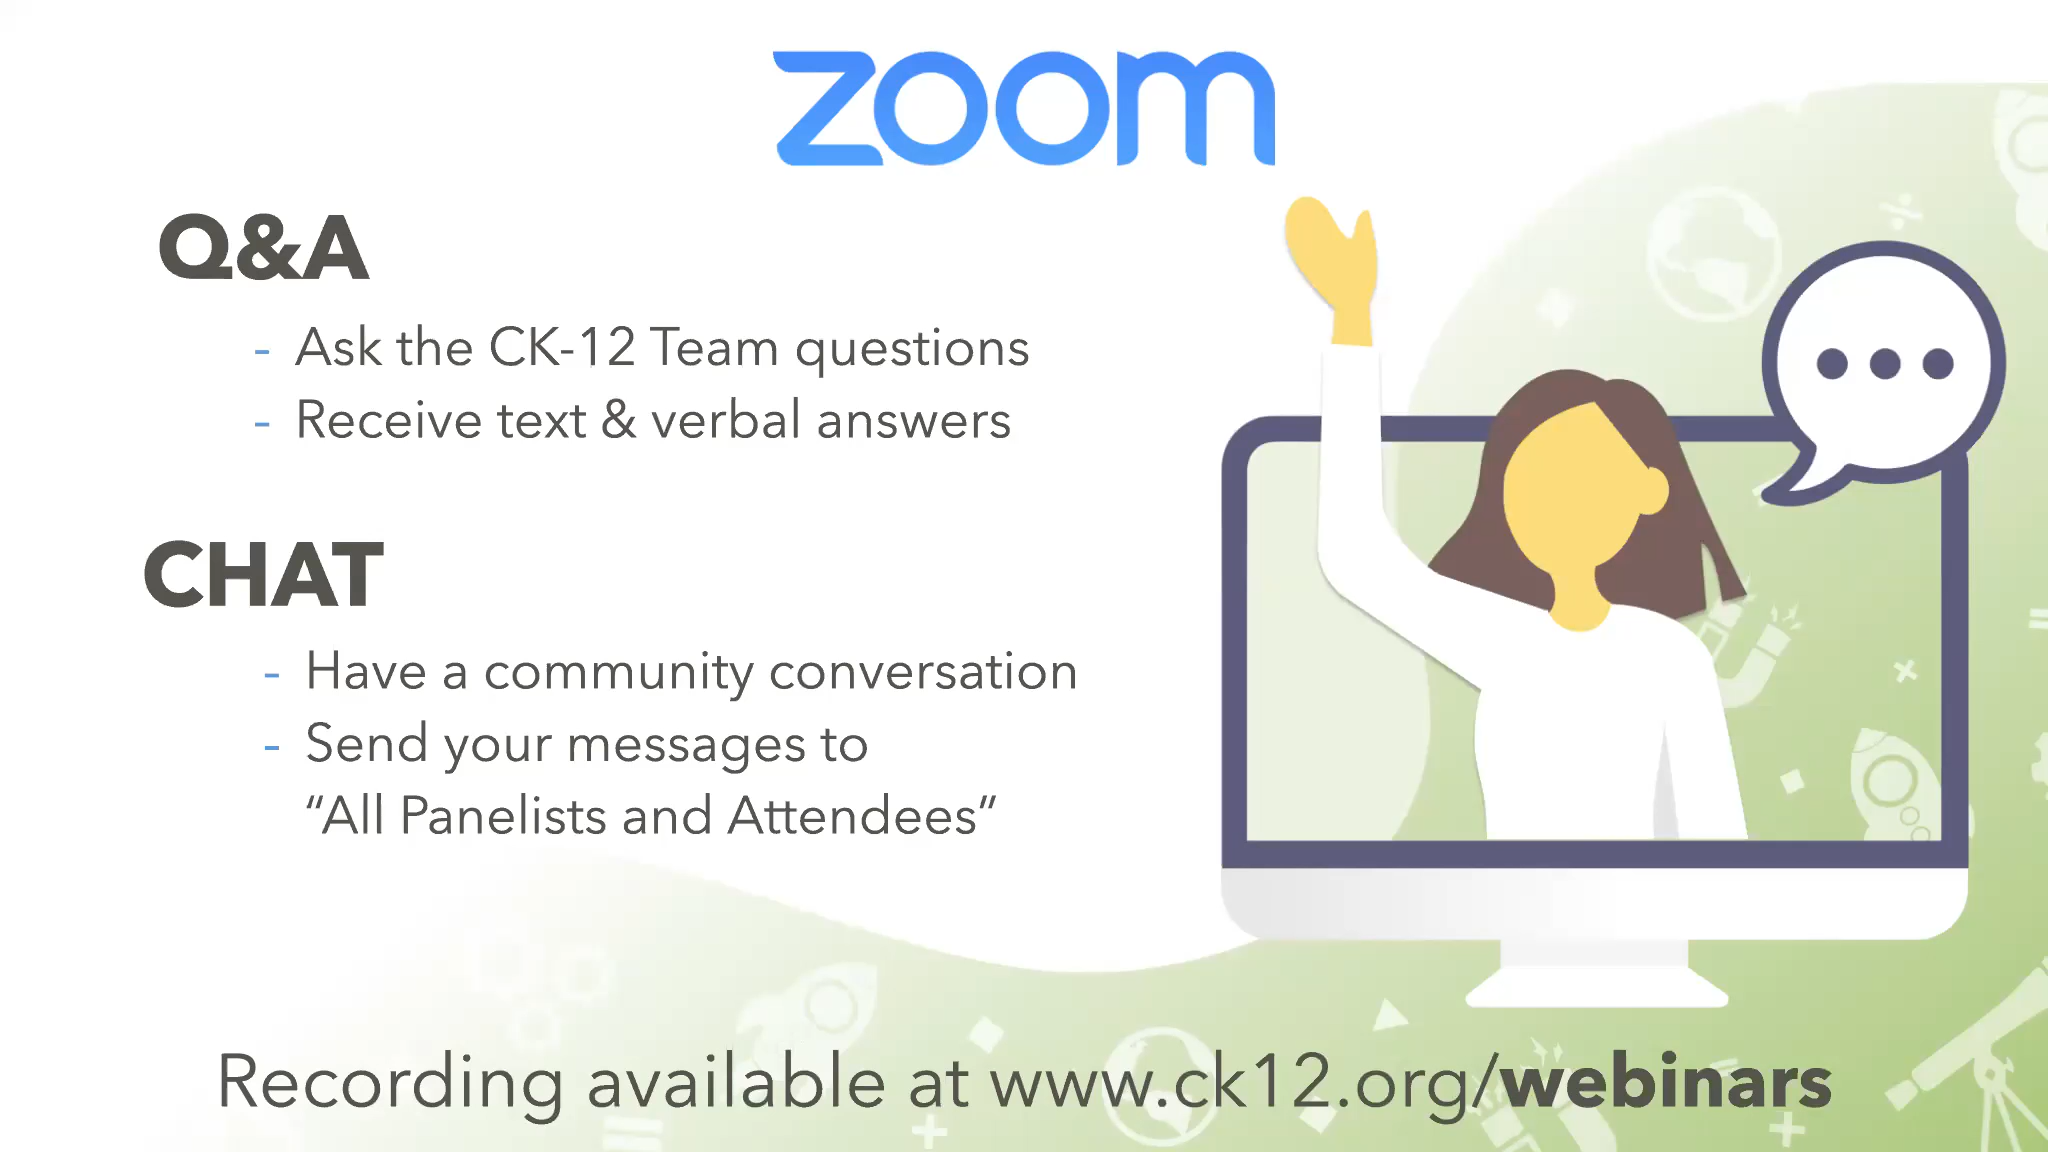 zoom
Q&A
- Ask the CK-12 Team questions
- Receive text & verbal answers
CHAT
- Have a community conversation
- Send your messages to
“All Panelists and Attendees”
Recording available at www.ck12.org/webinars